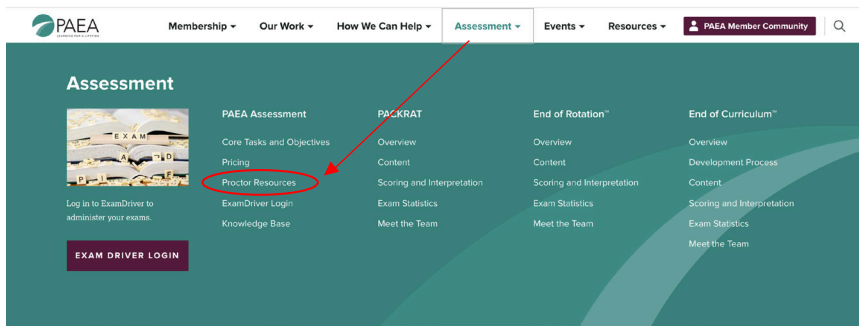 PAEA
Membership
Our Work
How We Can Help
Assessment
Events
Resources
PAEA Member Community
Assessment
EXAM
Log in to ExamDriver to
administer your exams.
EXAM DRIVER LOGIN
PAEA Assessment
Core Tasks and Objectives
Pricing
Proctor Resources
ExamDriver Login
Knowledge Base
PACKRAT
Overview
Content
Scoring and Interpretation
Exam Statistics
Meet the Team
End of Rotation™
Overview
Content
Scoring and Interpretation
Exam Statistics
Meet the Team
End of Curriculum™
Overview
Development Process
Content
Scoring and Interpretation
Exam Statistics
Meet the Team